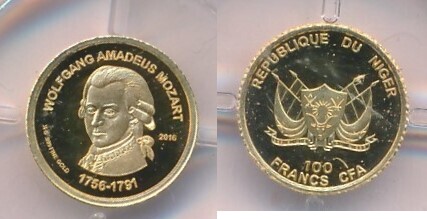 WOLFGANG AMADEUS MOZART
2016
1756-1791
REPUBLIQUE DU NIGER
100
FRANCS CFA